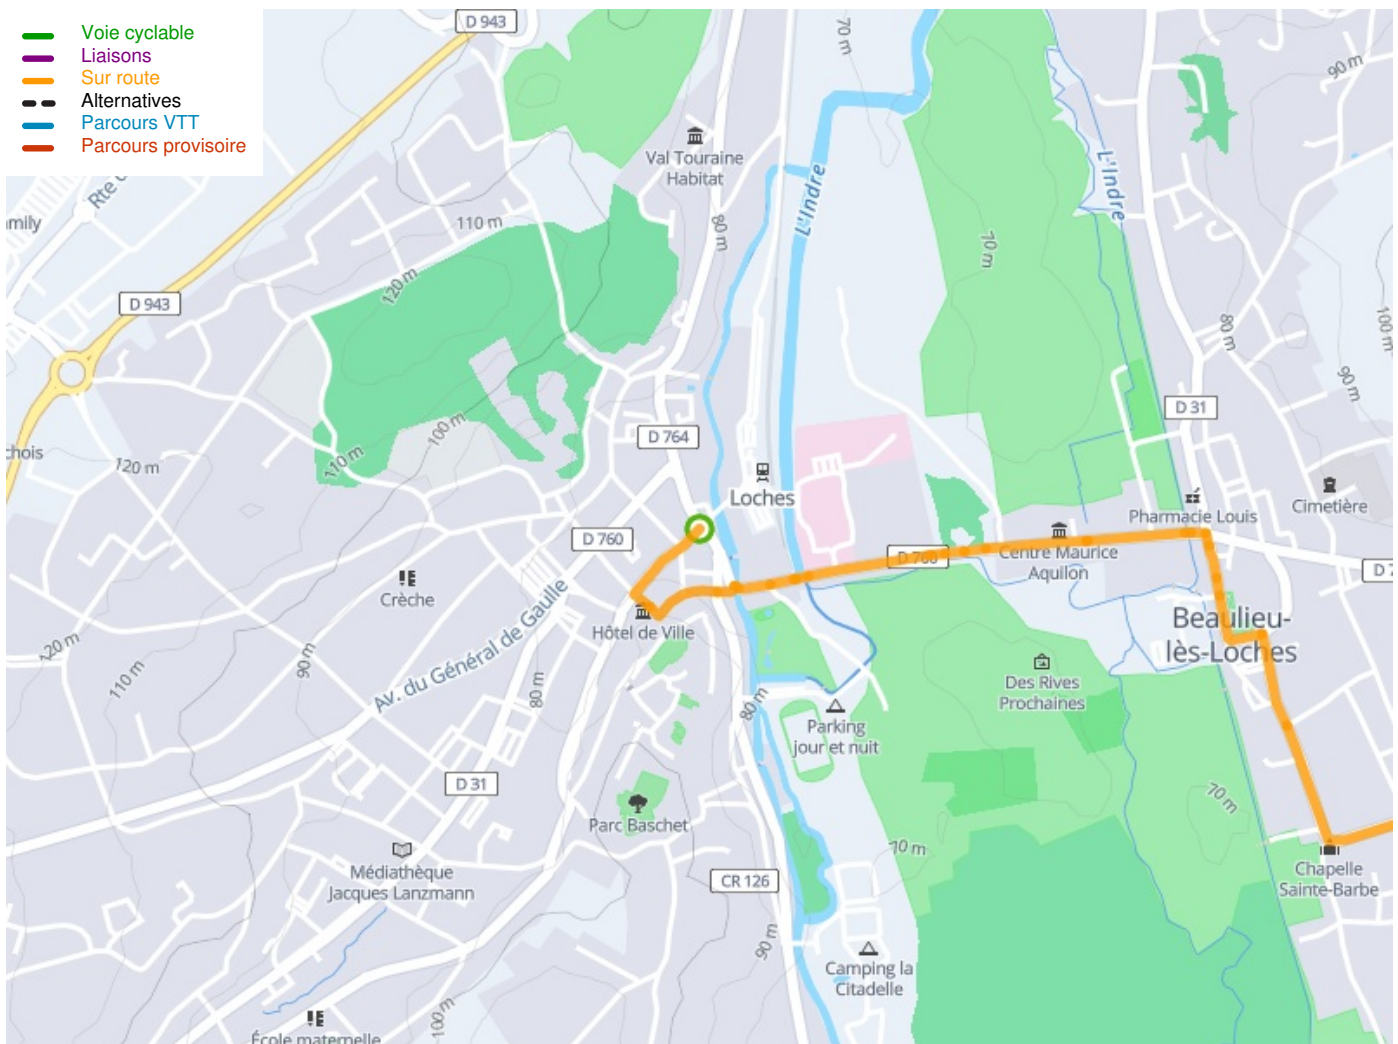 Voie cyclable
Liaisons
Sur route
Alternatives
Parcours VTT
Parcours provisoire
D 943
70 m
90 m
Val Touraine
Habitat
L'Indre
L'Indre
Rte
110 m
80 m
70 m
120 m
D 943
100 m
80 m
90 m
D 31
100 m
D 764
110 m
120 m
Loches
Pharmacie Louis
Cimetière
D 760
Centre Maurice
Aquilon
Crèche
Av. du Général de Gaulle
Hôtel de Ville
Beaulieu-
lès-Loches
120 m
110 m
90 m
80 m
80 m
Des Rives
Prochaines
Parking
jour et nuit
D 31
70 m
Parc Baschet
70 m
Médiathèque
Jacques Lanzmann
CR 126
Chapelle
Sainte-Barbe
90 m
Camping la
Citadelle
100 m
École maternelle